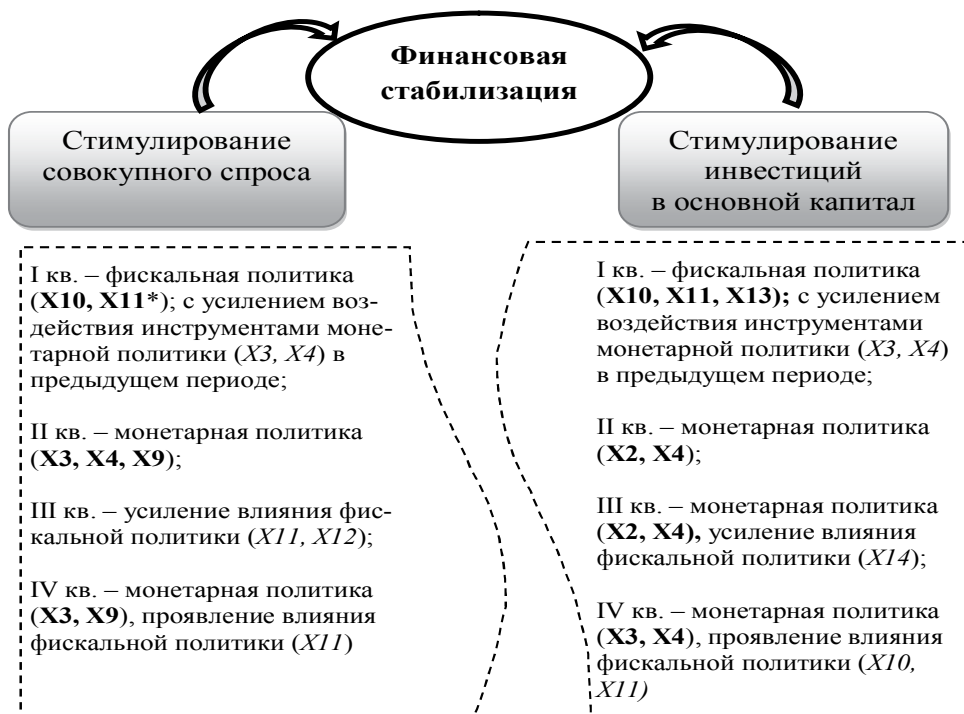 Финансовая
стабилизация
Стимулирование
совокупного спроса
I кв. – фискальная политика
(X10, X11*); с усилением воз-
действия инструментами моне-
тарной политики (X3, X4) в
предыдущем периоде;
II кв. – монетарная политика
(X3, X4, X9);
III кв. – усиление влияния фис-
кальной политики (X11, X12);
IV кв. – монетарная политика
(X3, X9), проявление влияния
фискальной политики (X11)
Стимулирование
инвестиций
в основной капитал
I кв. – фискальная политика
(X10, X11, X13); с усилением
воздействия инструментами
монетарной политики (X3, X4)
в предыдущем периоде;
II кв. – монетарная политика
(X2, X4);
III кв. – монетарная политика
(X2, X4), усиление влияния
фискальной политики (X14);
IV кв. – монетарная политика
(X3, X4), проявление влияния
фискальной политики (X10,
X11)